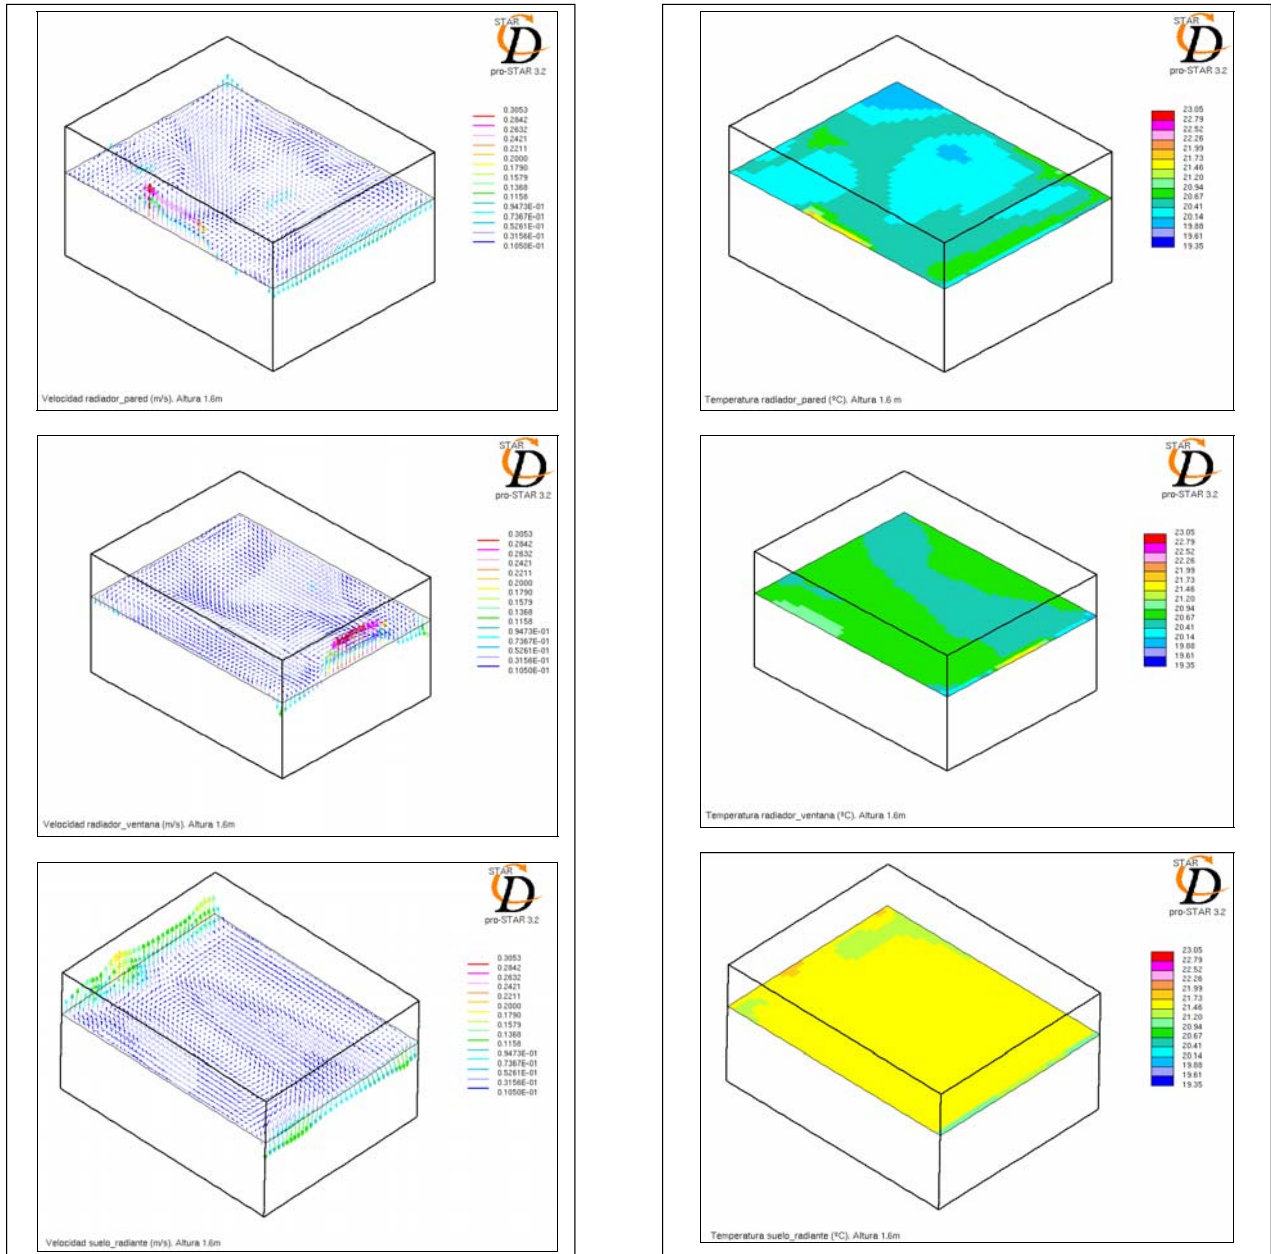 STAR
D
pro-STAR 3.2
0.3053
0.2842
0.2632
0.2421
0.2211
0.2000
0.1790
0.1579
0.1368
0.1158
0.9473E-01
0.7367E-01
0.5261E-01
0.3156E-01
0.1050E-01
Velocidad radiador_pared (m/s). Altura 1.6m
STAR
D
pro-STAR 3.2
23.05
22.79
22.52
22.26
21.99
21.73
21.46
21.20
20.94
20.67
20.41
20.14
19.88
19.61
19.35
Temperatura radiador_pared (ºC). Altura 1.6 m
STAR
D
pro-STAR 3.2
0.3053
0.2842
0.2632
0.2421
0.2211
0.2000
0.1790
0.1579
0.1368
0.1158
0.9473E-01
0.7367E-01
0.5261E-01
0.3156E-01
0.1050E-01
Velocidad radiador_ventana (m/s). Altura 1.6m
STAR
D
pro-STAR 3.2
23.05
22.79
22.52
22.26
21.99
21.73
21.46
21.20
20.94
20.67
20.41
20.14
19.88
19.61
19.35
Temperatura radiador_ventana (ºC). Altura 1.6m
STAR
D
pro-STAR 3.2
0.3053
0.2842
0.2632
0.2421
0.2211
0.2000
0.1790
0.1579
0.1368
0.1158
0.9473E-01
0.7367E-01
0.5261E-01
0.3156E-01
0.1050E-01
Velocidad suelo_radiante (m/s). Altura 1.6m
STAR
D
pro-STAR 3.2
23.05
22.79
22.52
22.26
21.99
21.73
21.46
21.20
20.94
20.67
20.41
20.14
19.88
19.61
19.35
Temperatura suelo_radiante (ºC). Altura 1.6m